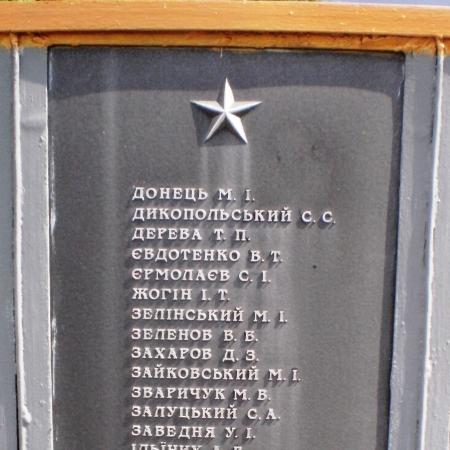 ДОНЕЦЬ М. І.
ДИКОПОЛЬСЬКИЙ С. С.
ДЕРЕВА Т. П.
ЄВДОТЕНКО В. Т.
ЄРМОЛАЄВ С. І.
ЖОГІН І. Т.
ЗЕЛІНСЬКИЙ М. І.
ЗЕЛЕНОВ В. В.
ЗАХАРОВ Д. З.
ЗАЙКОВСЬКИЙ М. І.
ЗВАРИЧУК М. В.
ЗАЛУЦЬКИЙ С. А.
ЗАВЕДНЯ У. І.